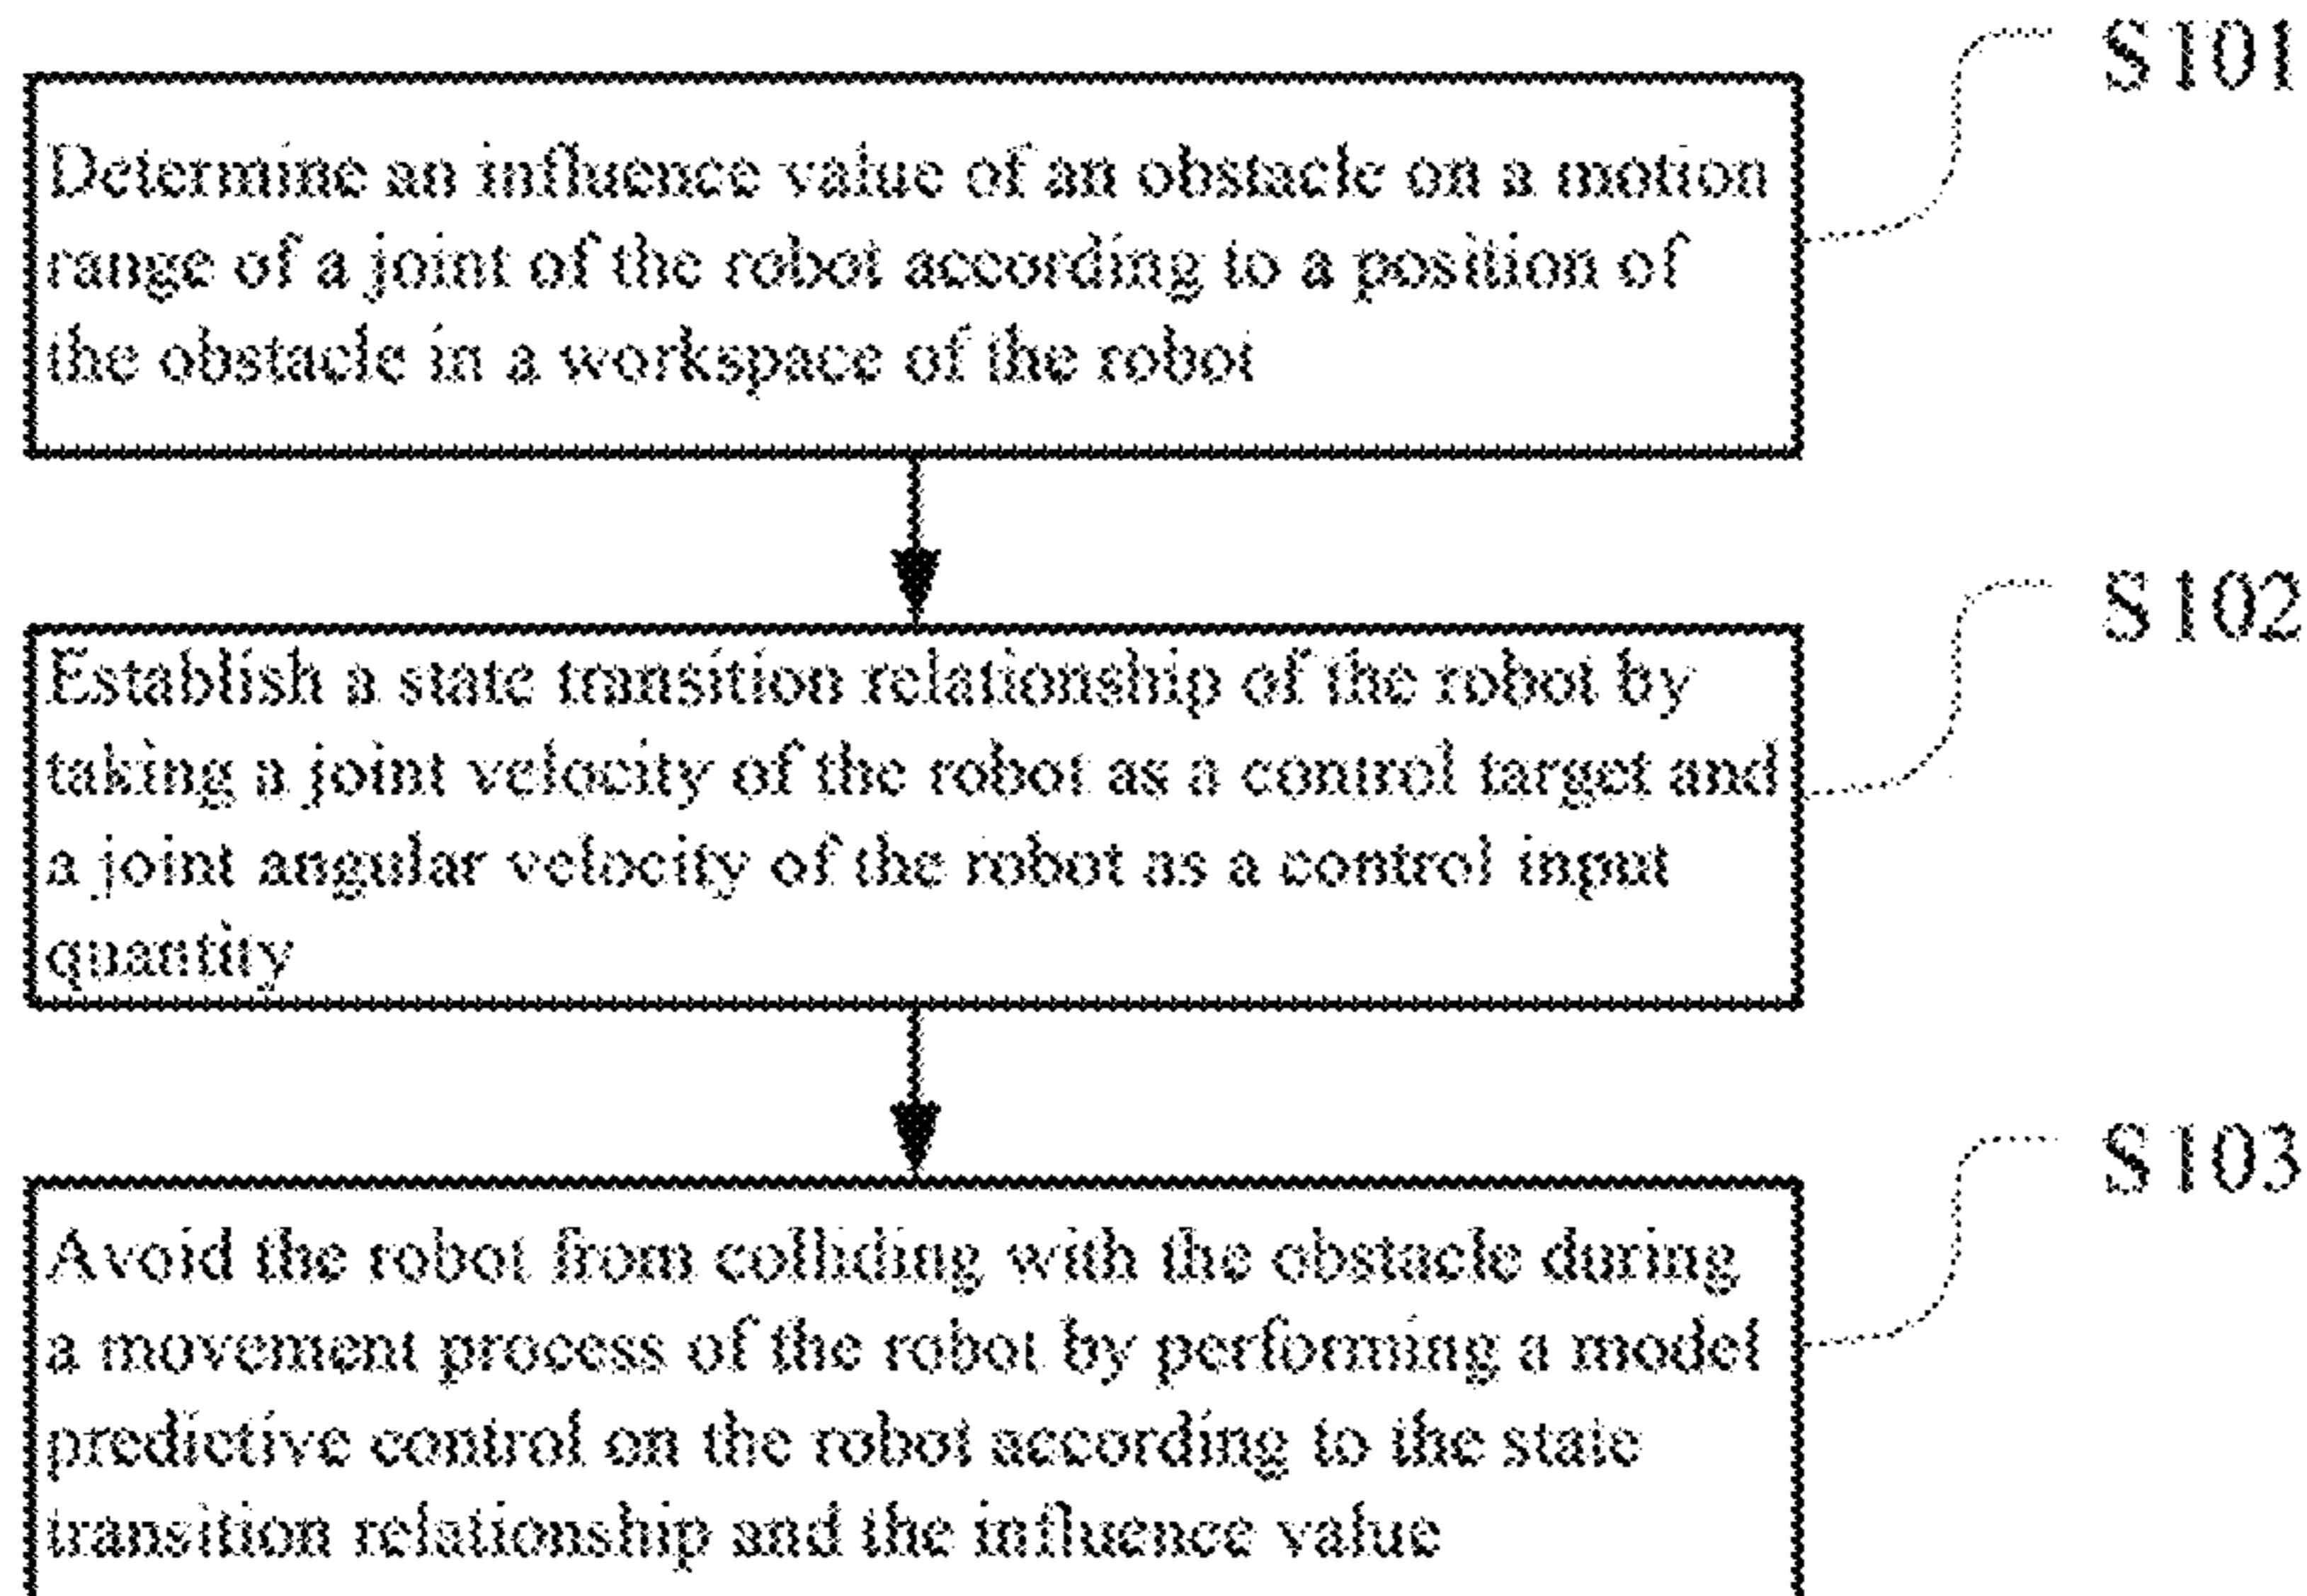 S101
Determine an influence value of an obstacle on a motion
range of a joint of the robot according to a position of
the obstacle in a workspace of the robot
S102
Establish a state transition relationship of the robot by
taking a joint velocity of the robot as a control target and
a joint angular velocity of the robot as a control input
quantity
S103
Avoid the robot from colliding with the obstacle during
a movement process of the robot by performing a model
predictive control on the robot according to the state
transition relationship and the influence value